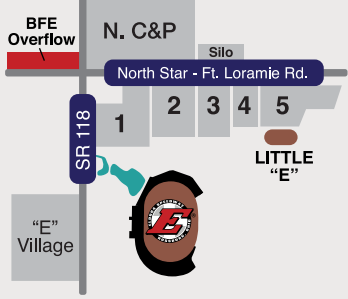 BFE
Overflow
N. C&P
Silo
North Star - Ft. Loramie Rd.
SR 118
1
2
3
4
5
LITTLE
“E”
E
“E”
Village